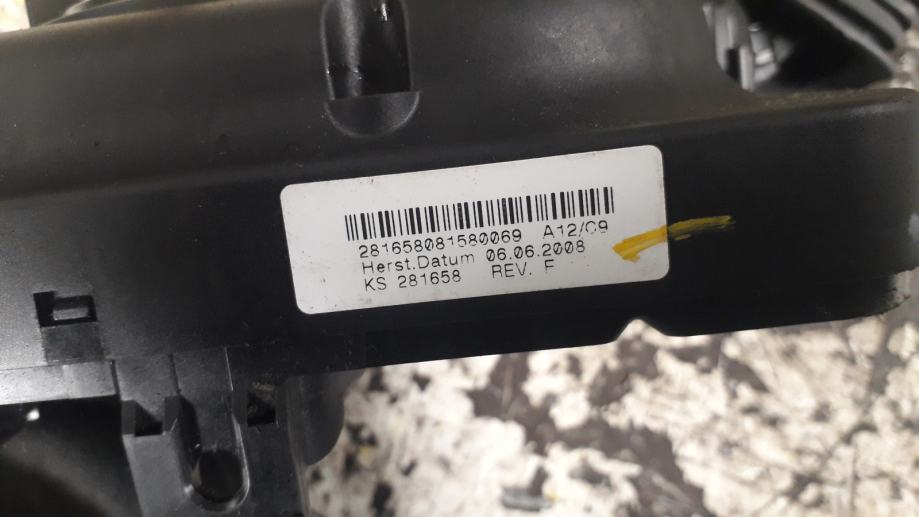 281658081580069 A12/C9
Herst.Datum 06.06.2008
KS 281658 REV. F